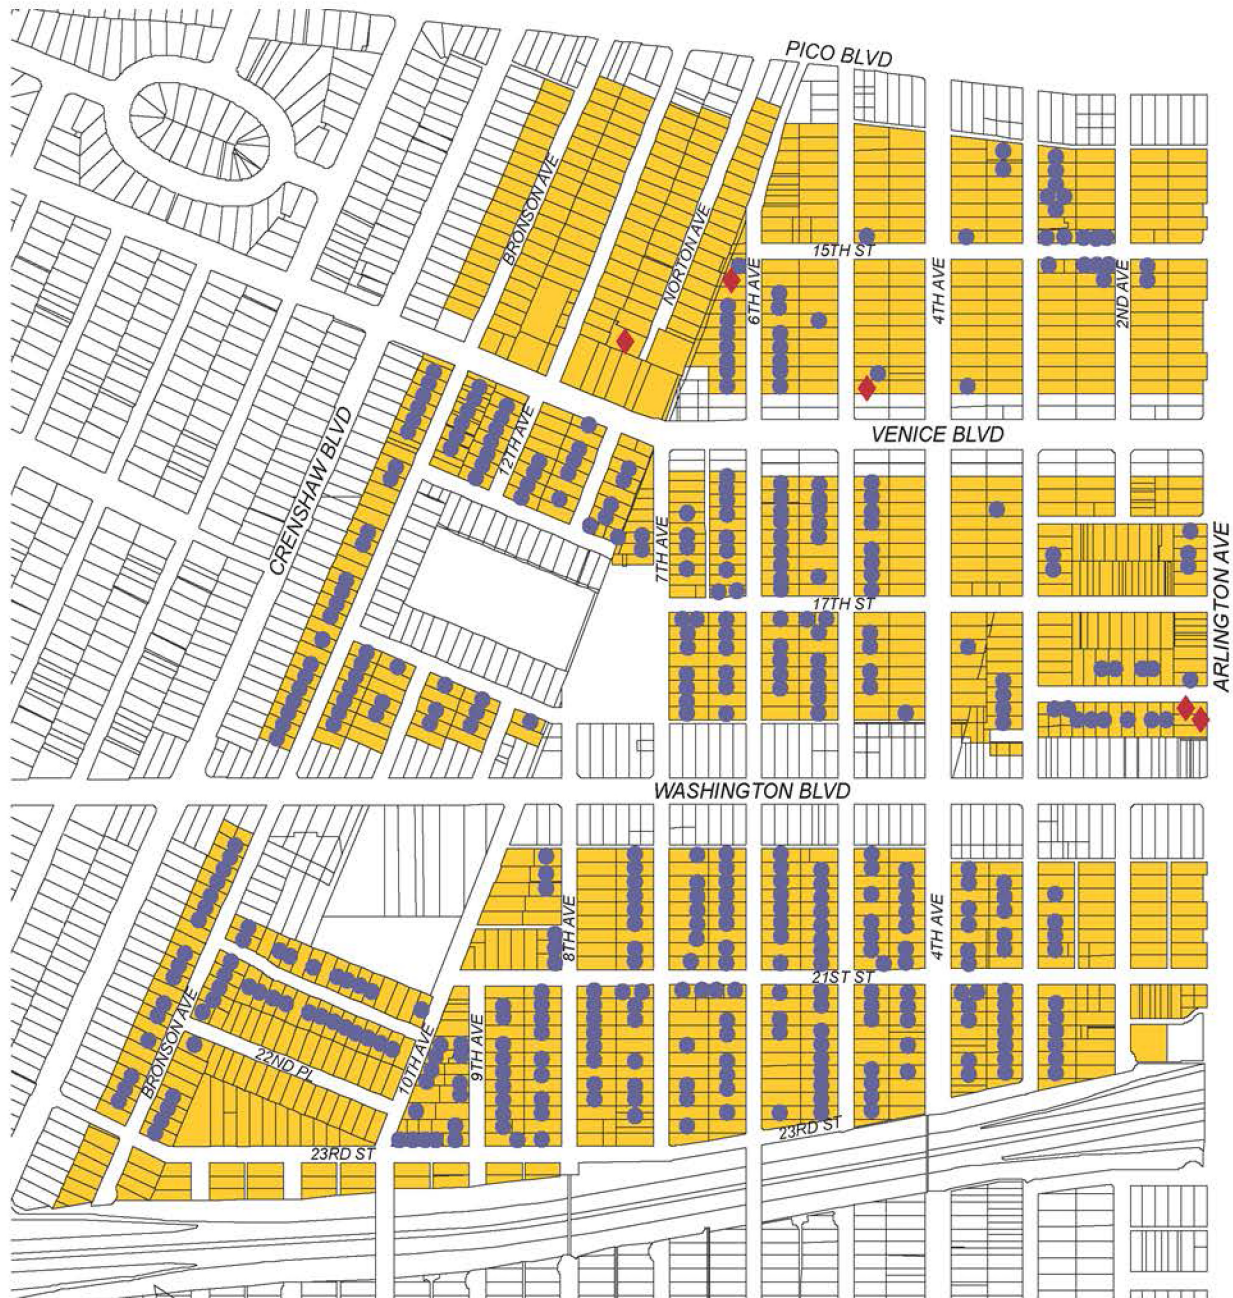 PICO BLVD
BRONSON AVE
NORTON AVE
15TH ST
6TH AVE
4TH AVE
2ND AVE
CRENSHAW BLVD
12TH AVE
VENICE BLVD
7TH AVE
17TH ST
ARLINGTON AVE
WASHINGTON BLVD
8TH AVE
4TH AVE
21ST ST
BRONSON AVE
22ND PL
10TH AVE
9TH AVE
23RD ST
23RD ST